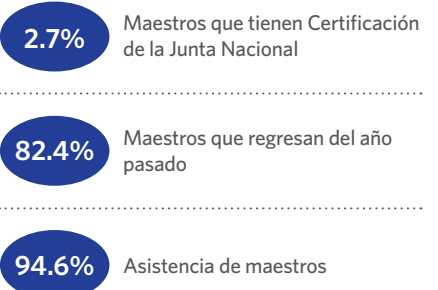 2.7%
Maestros que tienen Certificación
de la Junta Nacional
82.4%
Maestros que regresan del año
pasado
94.6%
Asistencia de maestros